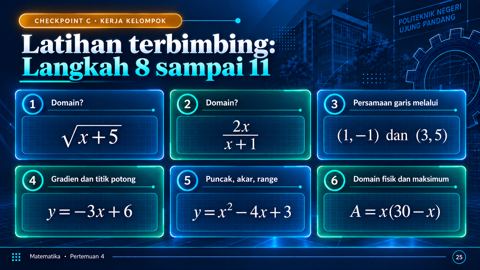 CHECKPOINT C • KERJA KELOMPOK
POLITEKNIK NEGERI
UJUNG PANDANG
Latihan terbimbing:
Langkah 8 sampai 11
1 Domain?
√(x+5)
2 Domain?
2x
x+1
3 Persamaan garis melalui
(1,−1) dan (3,5)
4 Gradien dan titik potong
y=−3x+6
5 Puncak, akar, range
y=x²−4x+3
6 Domain fisik dan maksimum
A=x(30−x)
Matematika • Pertemuan 4
25